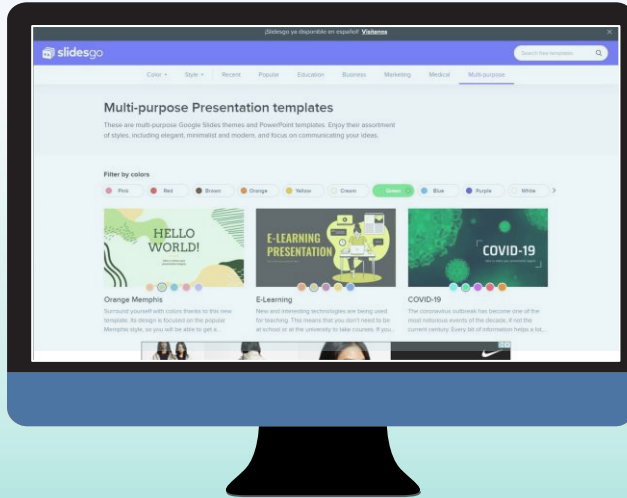 ¡Slidesgo ya disponible en español! Visítanos
slidesgo
Search free templates
Color Style Recent Popular Education Business Marketing Medical Multi-purpose
Multi-purpose Presentation templates
These are multi-purpose Google Slides themes and PowerPoint templates. Enjoy their assortment
of styles, including elegant, minimalist and modern, and focus on communicating your ideas.
Filter by colors
Pink Red Brown Orange Yellow Cream Green Blue Purple White
HELLO
WORLD!
E-LEARNING
PRESENTATION
COVID-19
Orange Memphis
Surround yourself with colors thanks to this new
template. Its design is focused on the popular
Memphis style, so you will be able to get a...
E-Learning
New and interesting technologies are being used
for teaching. This means that you don't need to be
at school or at the university to take courses. If you...
COVID-19
The coronavirus outbreak has become one of the
most notorious events of the decade, if not the
current century. Every bit of information helps a lot...